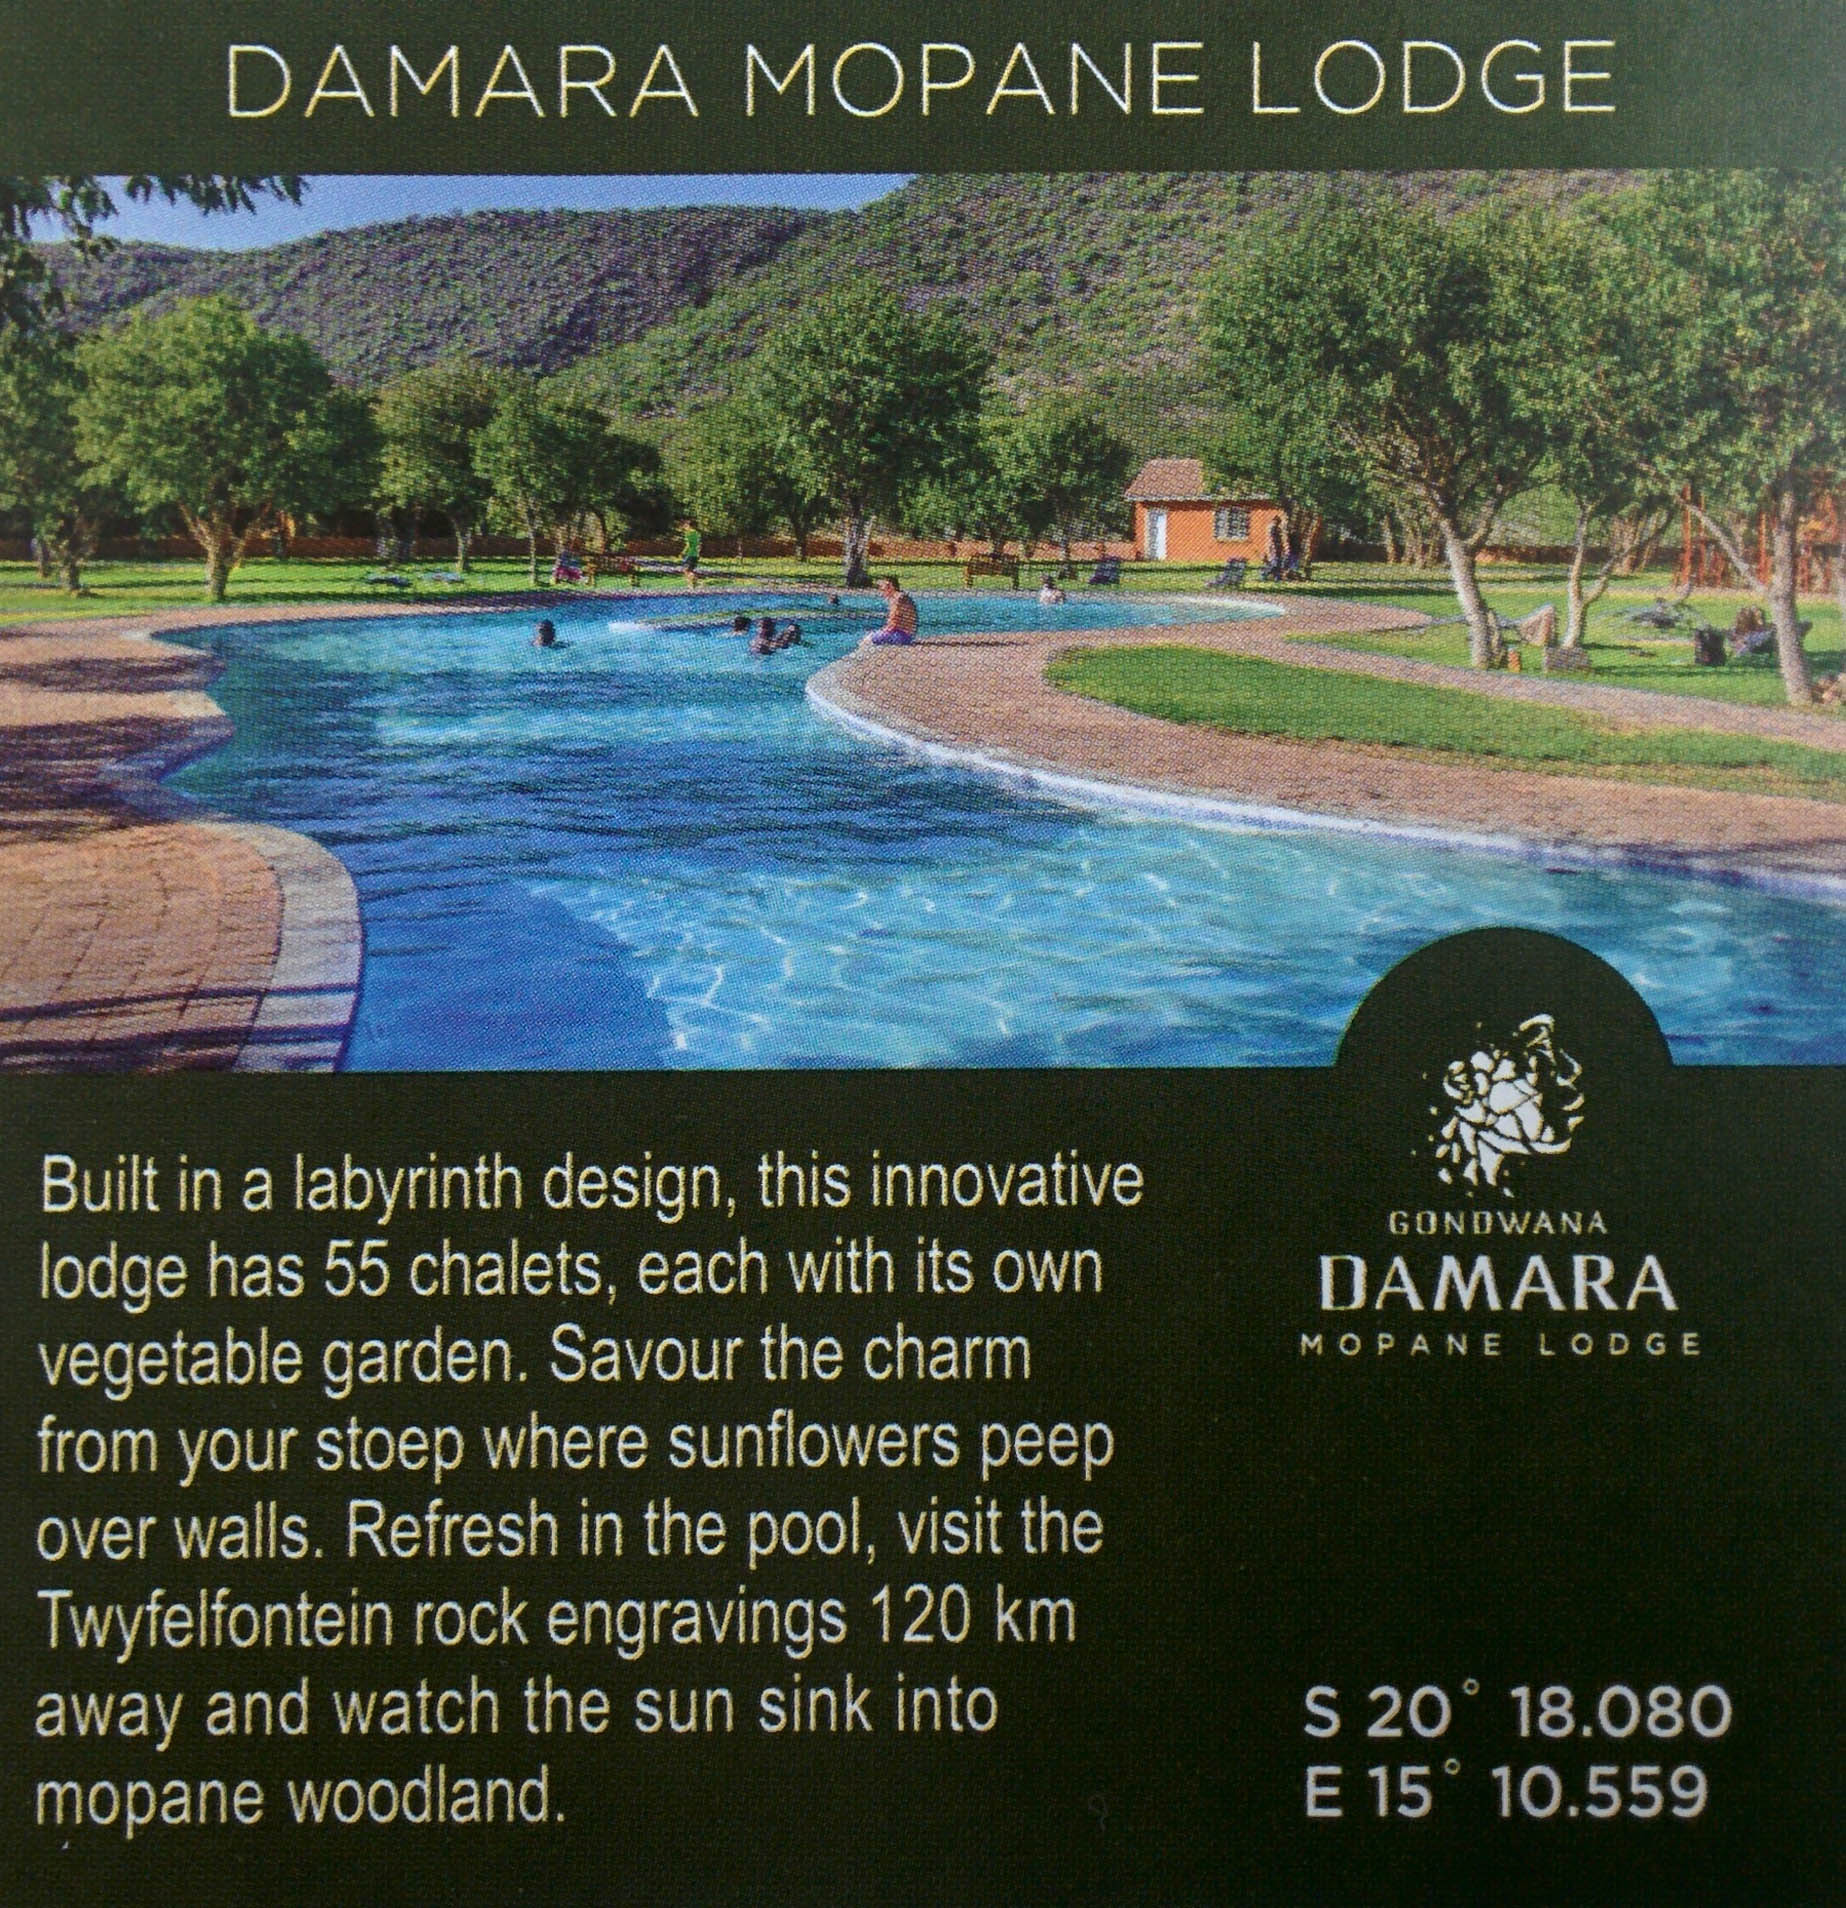 DAMARA MOPANE LODGE
Built in a labyrinth design, this innovative
lodge has 55 chalets, each with its own
vegetable garden. Savour the charm
from your stoep where sunflowers peep
over walls. Refresh in the pool, visit the
Twyfelfontein rock engravings 120 km
away and watch the sun sink into
mopane woodland.
GONDWANA
DAMARA
MOPANE LODGE
S 20° 18.080
E 15° 10.559